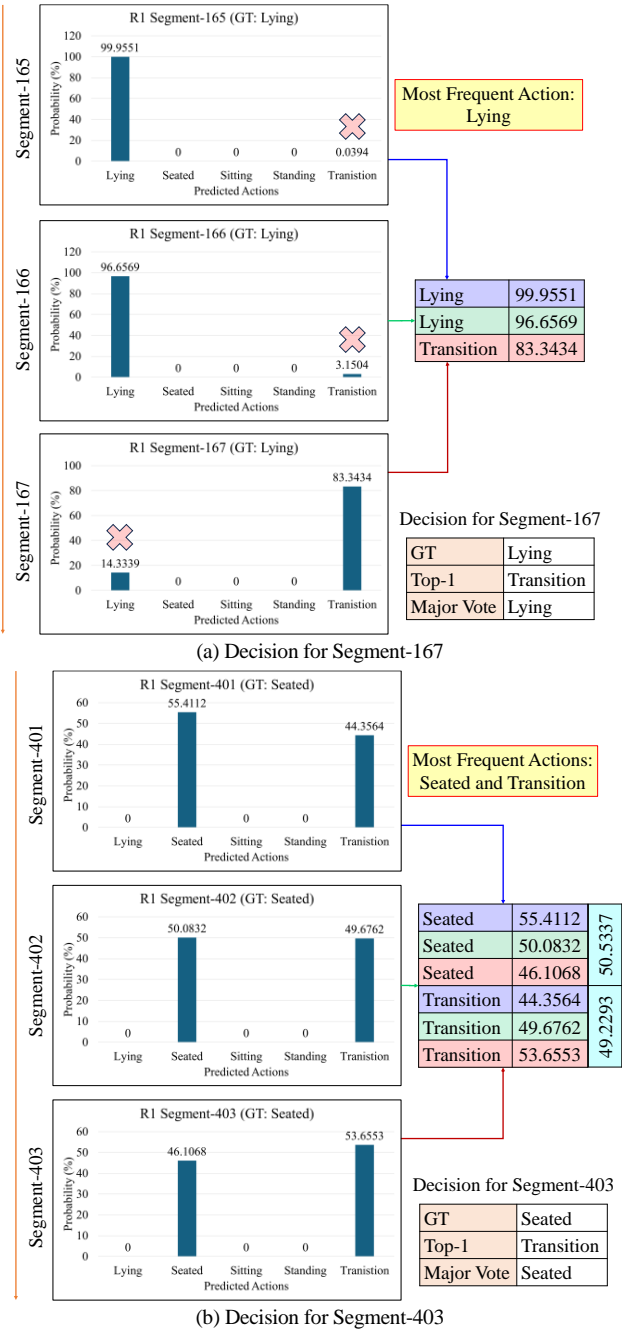 Segment-165
R1 Segment-165 (GT: Lying)
Probability (%)
120
100
80
60
40
20
0
99.9551
0
0
0
0.0394
Lying
Seated
Sitting
Standing
Tranistion
Predicted Actions
Most Frequent Action:
Lying
Segment-166
R1 Segment-166 (GT: Lying)
Probability (%)
120
100
80
60
40
20
0
96.6569
0
0
0
3.1504
Lying
Seated
Sitting
Standing
Tranistion
Predicted Actions
Lying 99.9551
Lying 96.6569
Transition 83.3434
Segment-167
R1 Segment-167 (GT: Lying)
Probability (%)
100
80
60
40
20
0
14.3339
0
0
0
83.3434
Lying
Seated
Sitting
Standing
Tranistion
Predicted Actions
Decision for Segment-167
GT Lying
Top-1 Transition
Major Vote Lying
(a) Decision for Segment-167
Segment-401
R1 Segment-401 (GT: Seated)
Probability (%)
60
50
40
30
20
10
0
0
55.4112
0
0
44.3564
Lying
Seated
Sitting
Standing
Tranistion
Predicted Actions
Most Frequent Actions:
Seated and Transition
Segment-402
R1 Segment-402 (GT: Seated)
Probability (%)
60
50
40
30
20
10
0
0
50.0832
0
0
49.6762
Lying
Seated
Sitting
Standing
Tranistion
Predicted Actions
Seated 55.4112
Seated 50.0832
Seated 46.1068
50.5337
Transition 44.3564
Transition 49.6762
Transition 53.6553
49.2293
Segment-403
R1 Segment-403 (GT: Seated)
Probability (%)
60
50
40
30
20
10
0
0
46.1068
0
0
53.6553
Lying
Seated
Sitting
Standing
Tranistion
Predicted Actions
Decision for Segment-403
GT Seated
Top-1 Transition
Major Vote Seated
(b) Decision for Segment-403